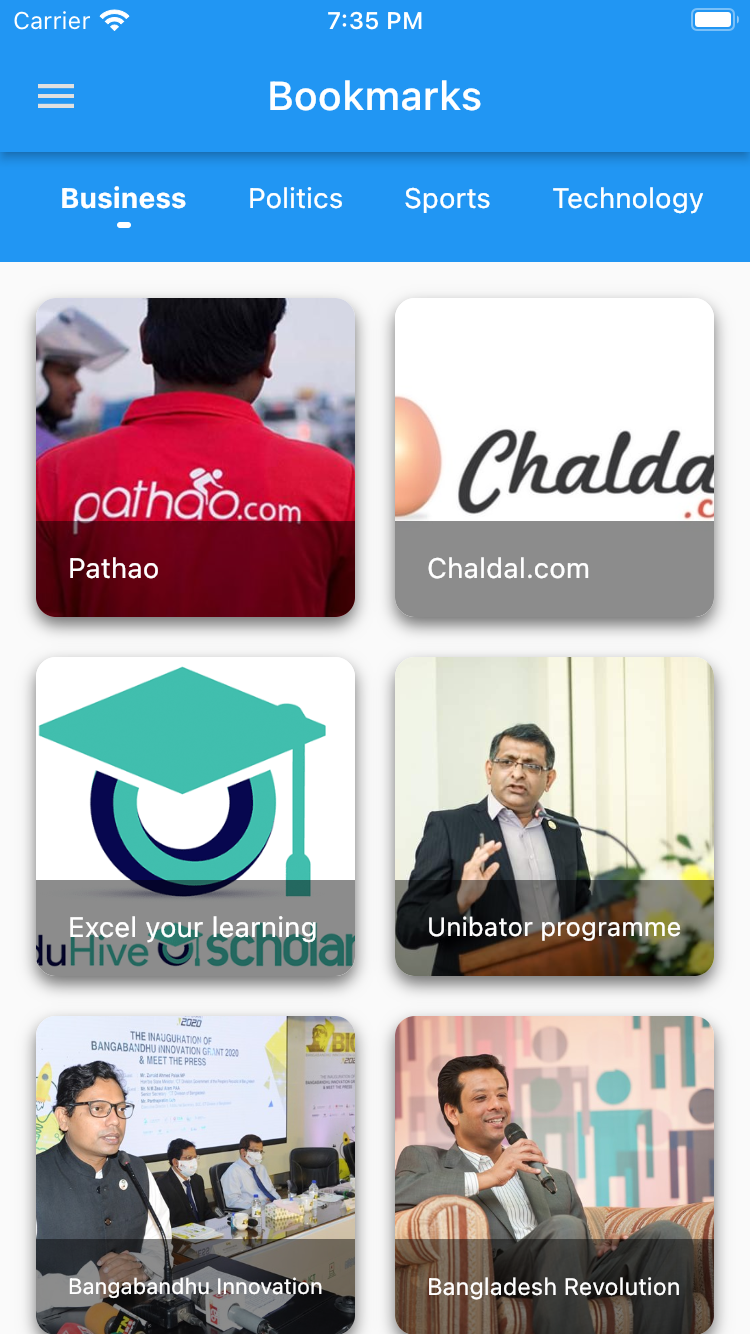 Carrier
7:35 PM
Bookmarks
Business
Politics
Sports
Technology
pathao.com
Pathao
Chalda
.c
Chaldal.com
Excel your learning
duHive scholar
Unibator programme
2020
THE INAUGURATION OF
BANGABANDHU INNOVATION GRANT 2020
& MEET THE PRESS
BIG
Bangabandhu Innovation
Bangladesh Revolution